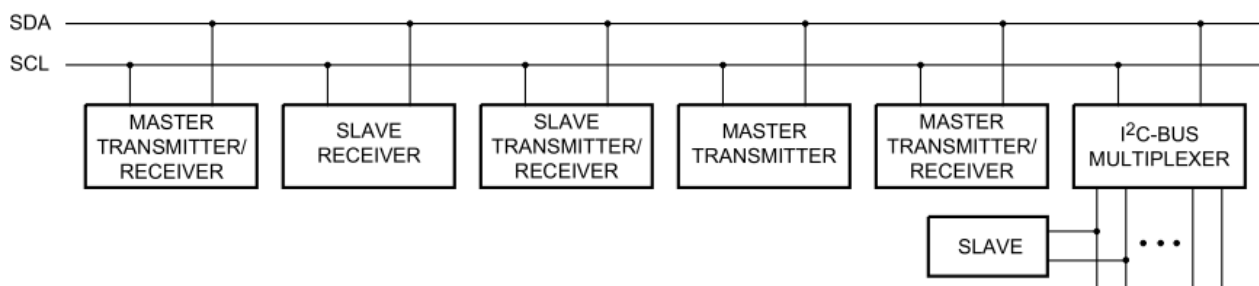 SDA
SCL
MASTER
TRANSMITTER/
RECEIVER
SLAVE
RECEIVER
SLAVE
TRANSMITTER/
RECEIVER
MASTER
TRANSMITTER
MASTER
TRANSMITTER/
RECEIVER
I²C-BUS
MULTIPLEXER
SLAVE